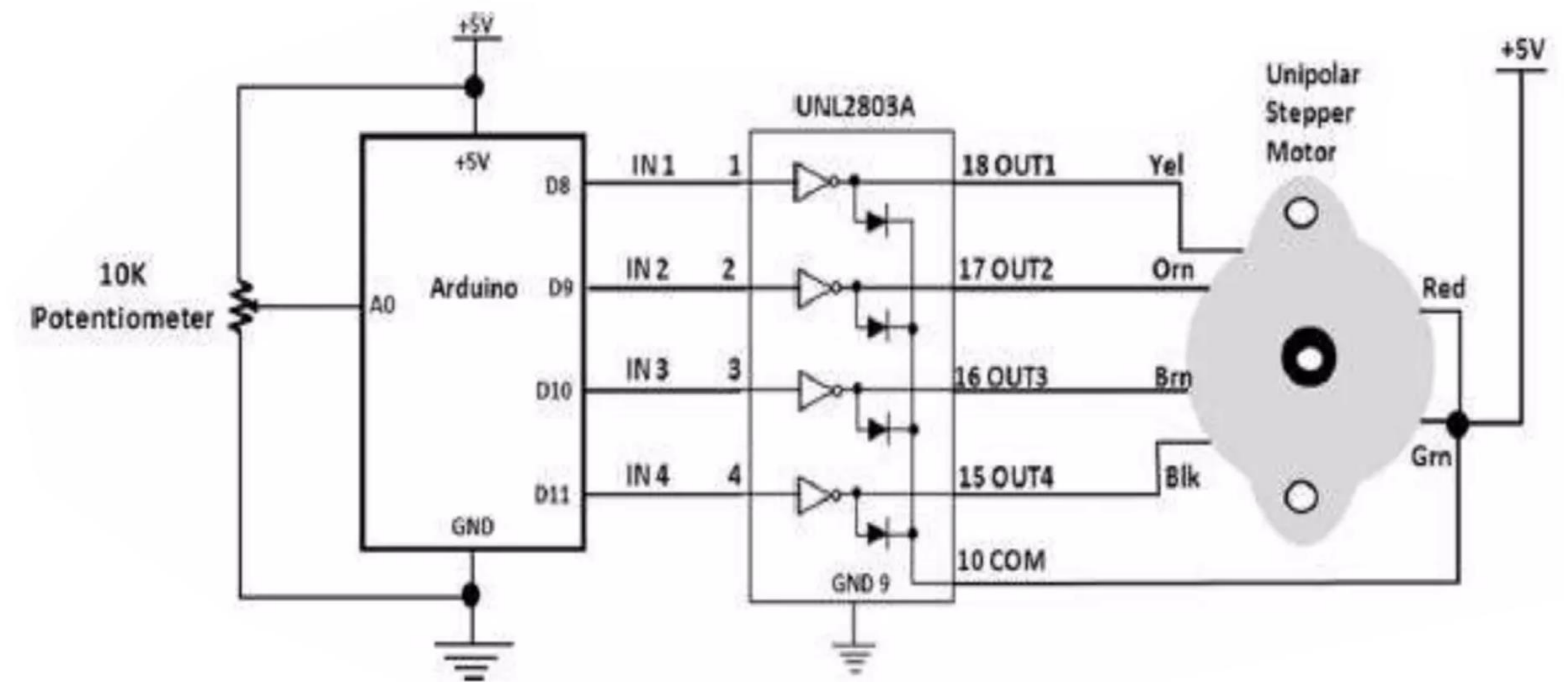 +5V
+5V
UNL2803A
Unipolar
Stepper
Motor
+5V
D8
IN 1
1
18 OUT1
Yel
10K
Potentiometer
A0
Arduino
D9
IN 2
2
17 OUT2
Orn
Red
D10
IN 3
3
16 OUT3
Brn
D11
IN 4
4
15 OUT4
Blk
Grn
GND
GND 9
10 COM